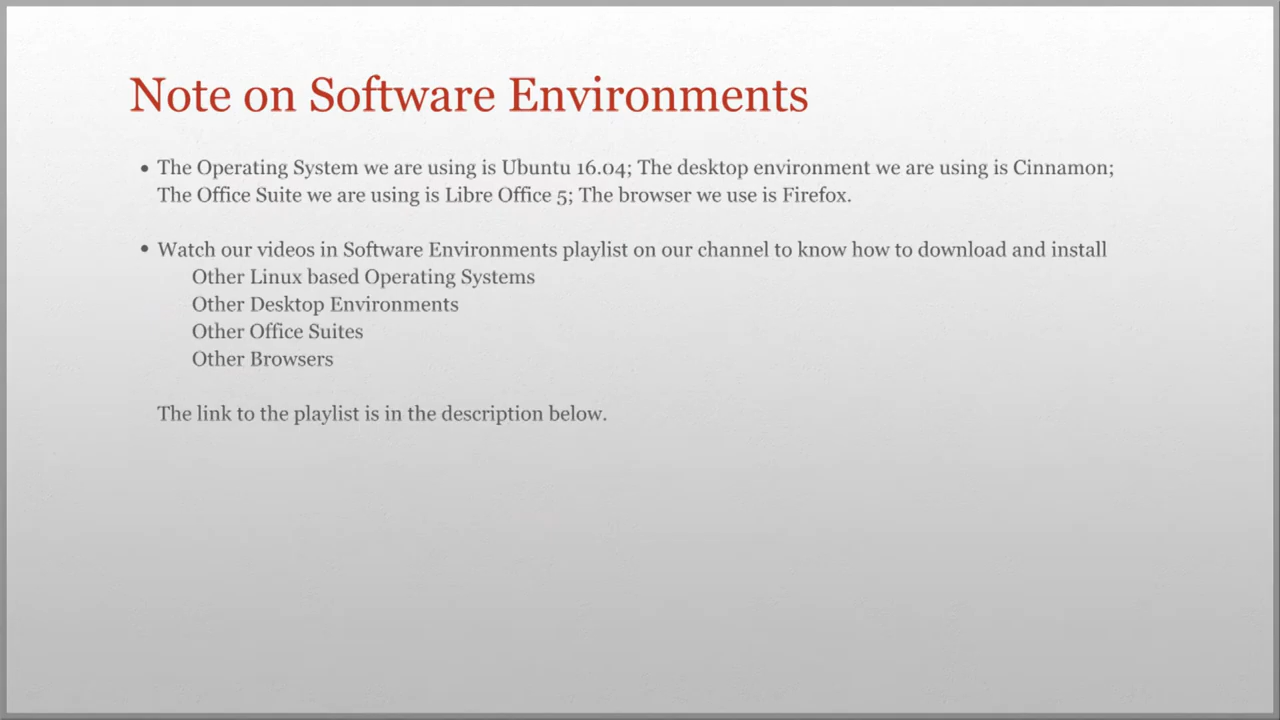 Note on Software Environments
• The Operating System we are using is Ubuntu 16.04; The desktop environment we are using is Cinnamon;
The Office Suite we are using is Libre Office 5; The browser we use is Firefox.
• Watch our videos in Software Environments playlist on our channel to know how to download and install
Other Linux based Operating Systems
Other Desktop Environments
Other Office Suites
Other Browsers
The link to the playlist is in the description below.